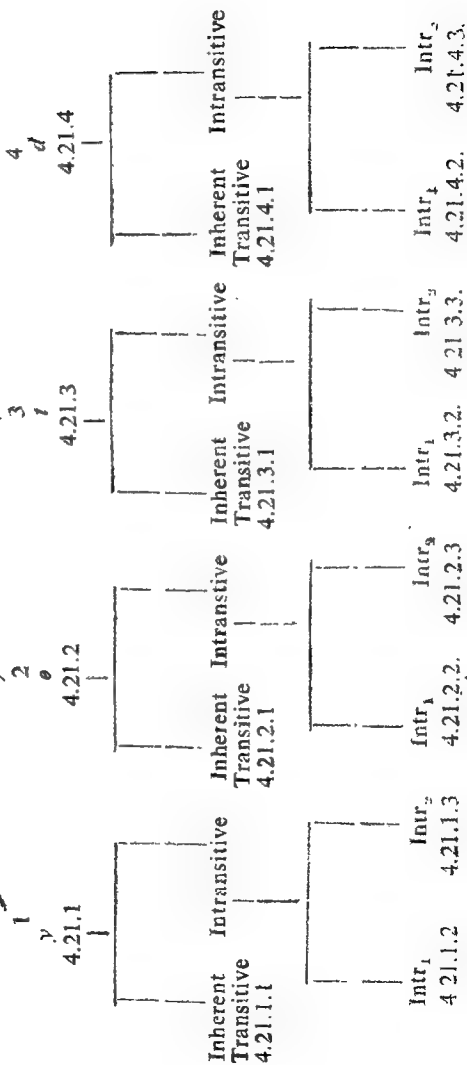 1 2 3 4
y e t d
4.21.1 4.21.2 4.21.3 4.21.4
Inherent Intransitive Inherent Intranstive Inherent Intransitive Inherent Intransitive
Transitive Transitive Transitive Transitive
4.21.1.1 4.21.2.1 4.21.3.1 4.21.4.1
Intr₁ Intr₂ Intr₁ Intr₂ Intr₁ Intr₂ Intr₁ Intr₂
4 21.1.2 4.21.1.3 4.21.2.2. 4.21.2.3 4.21.3.2. 4 21 3.3. 4.21.4.2. 4.21.4.3.